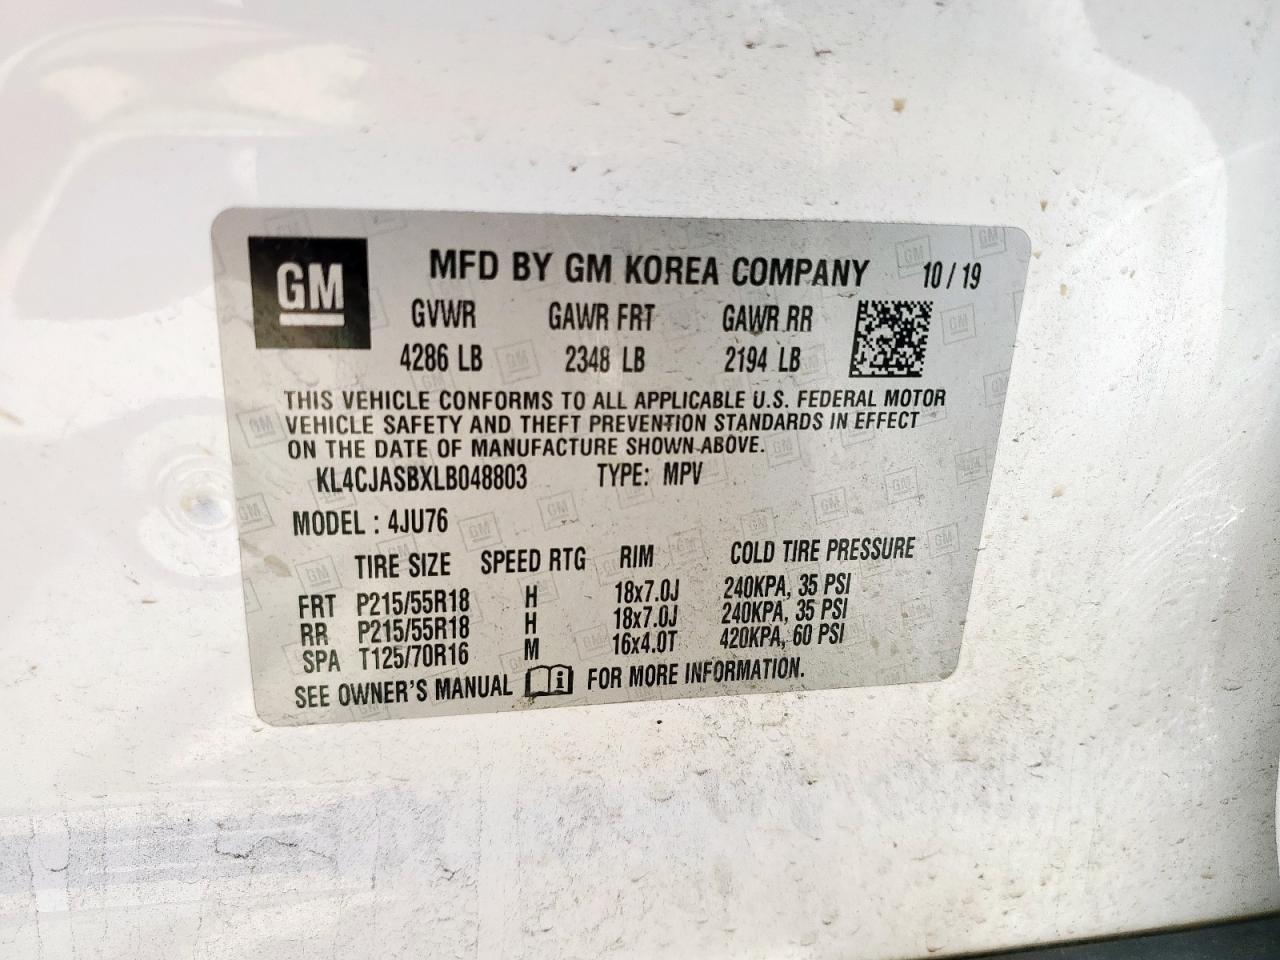 GM
MFD BY GM KOREA COMPANY 10/19
GVWR GAWR FRT GAWR RR
4286 LB 2348 LB 2194 LB
THIS VEHICLE CONFORMS TO ALL APPLICABLE U.S. FEDERAL MOTOR
VEHICLE SAFETY AND THEFT PREVENTION STANDARDS IN EFFECT
ON THE DATE OF MANUFACTURE SHOWN ABOVE.
KL4CJASBXLB048803 TYPE: MPV
MODEL : 4JU76
TIRE SIZE SPEED RTG RIM COLD TIRE PRESSURE
FRT P215/55R18 H 18x7.0J 240KPA, 35 PSI
RR P215/55R18 H 18x7.0J 240KPA, 35 PSI
SPA T125/70R16 M 16x4.0T 420KPA, 60 PSI
SEE OWNER'S MANUAL i FOR MORE INFORMATION.